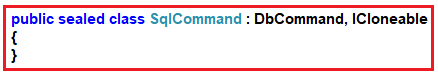 public sealed class SqlCommand : DbCommand, ICloneable
{
}